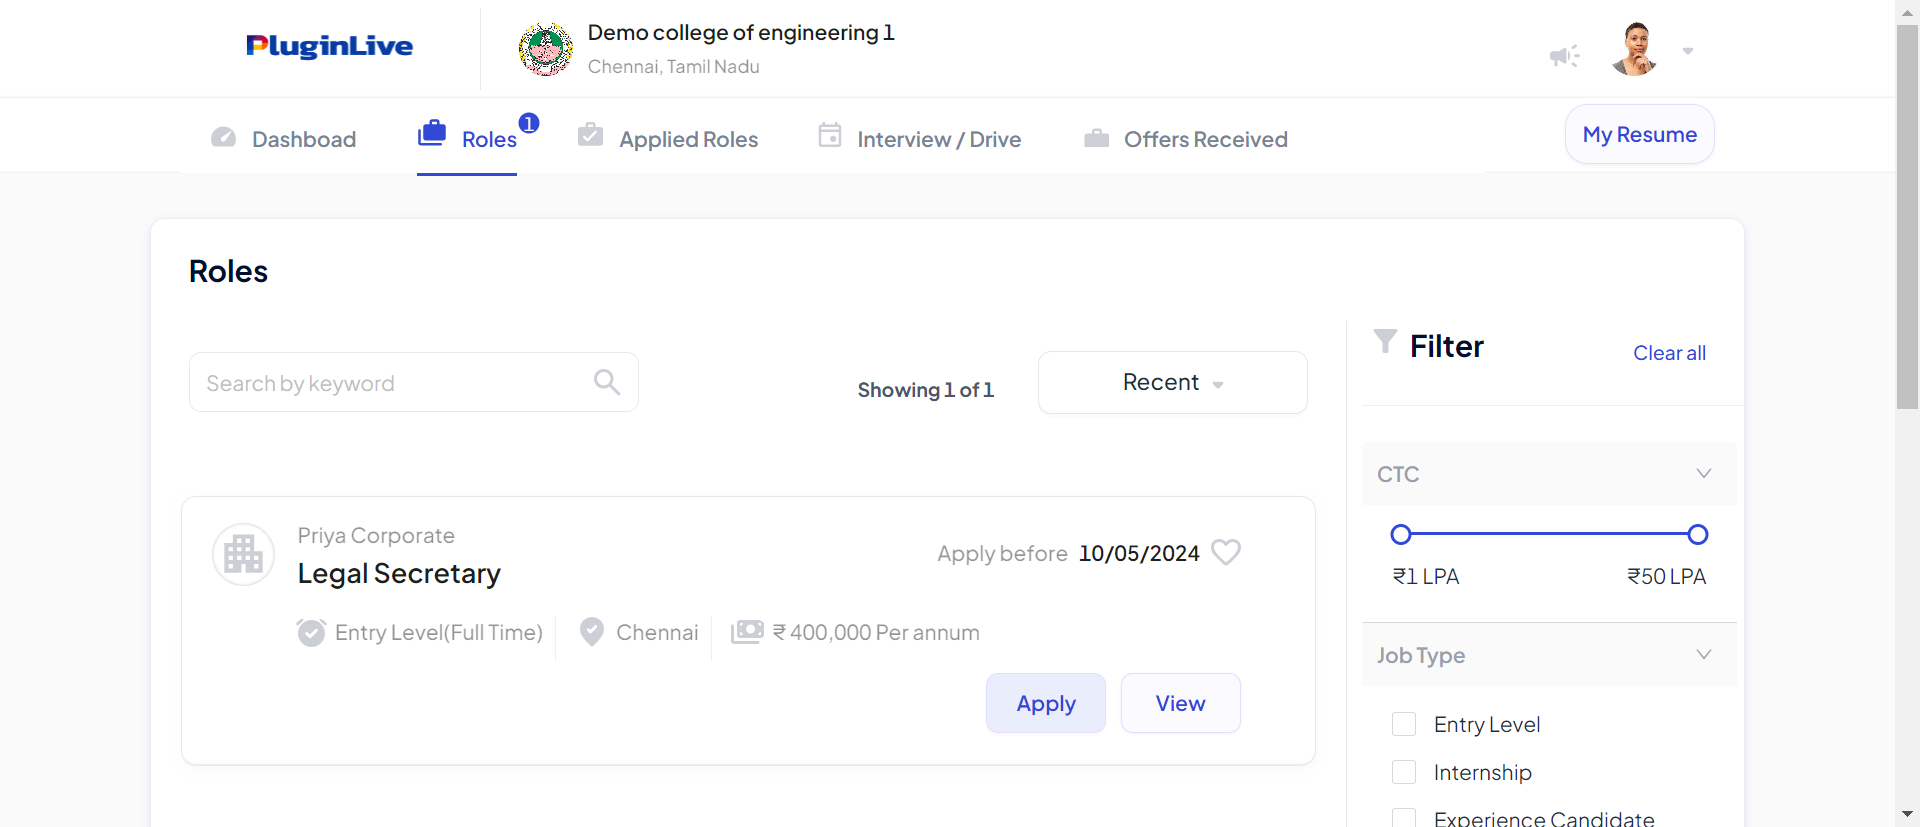 PluginLive
Demo college of engineering 1
Chennai, Tamil Nadu
Dashboad
Roles
1
Applied Roles
Interview / Drive
Offers Received
My Resume
Roles
Search by keyword
Showing 1 of 1
Recent
Filter
Clear all
CTC
₹1 LPA
₹50 LPA
Job Type
Entry Level
Internship
Experience Candidate
Priya Corporate
Legal Secretary
Apply before 10/05/2024
Entry Level(Full Time)
Chennai
₹ 400,000 Per annum
Apply
View